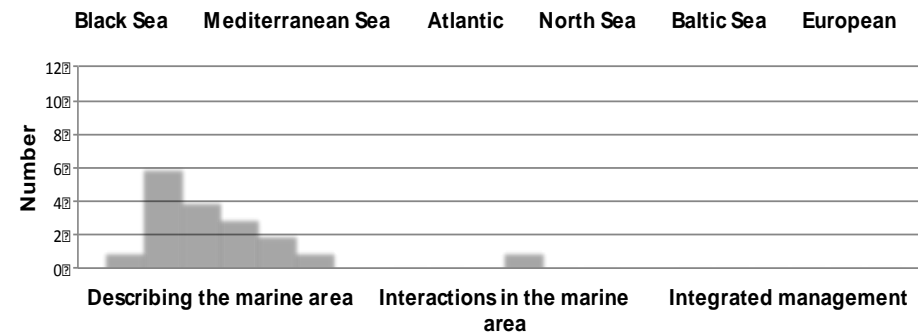 Black Sea Mediterranean Sea Atlantic North Sea Baltic Sea European
12⍰
10⍰
8⍰
6⍰
4⍰
2⍰
0⍰
Number
Describing the marine area Interactions in the marine area Integrated management